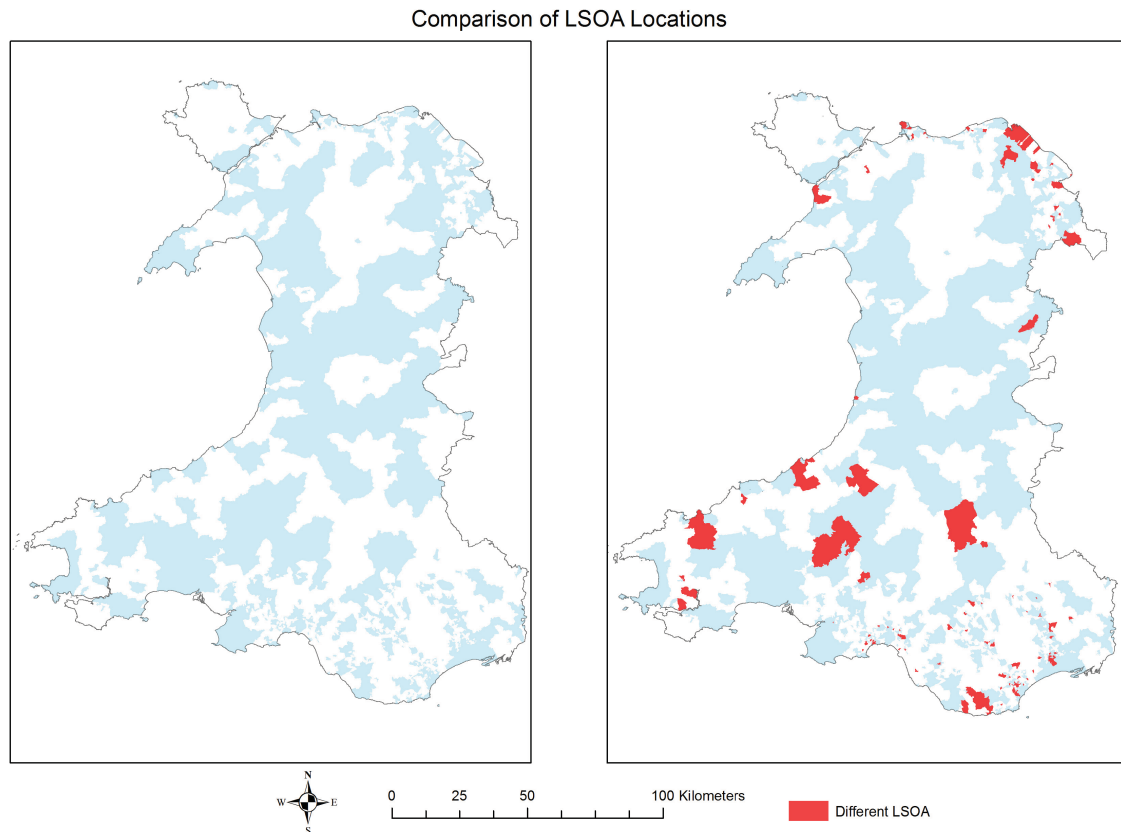 Comparison of LSOA Locations
N
W E
S
0 25 50 100 Kilometers
Different LSOA